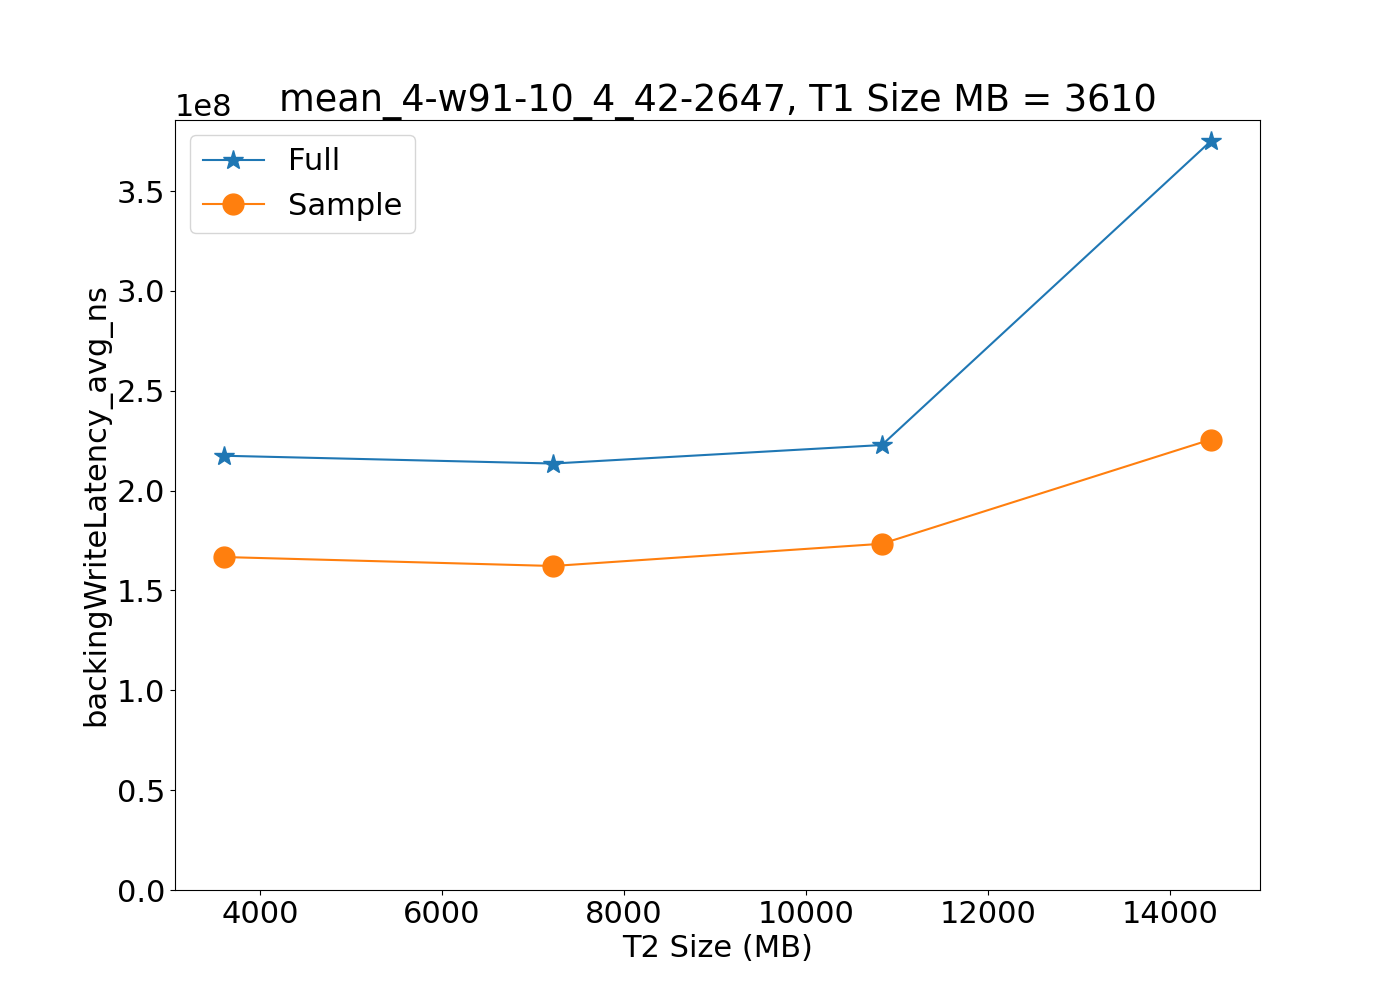 1e8
mean_4-w91-10_4_42-2647, T1 Size MB = 3610
Full
Sample
3.5
3.0
2.5
2.0
1.5
1.0
0.5
0.0
backingWriteLatency_avg_ns
4000 6000 8000 10000 12000 14000
T2 Size (MB)